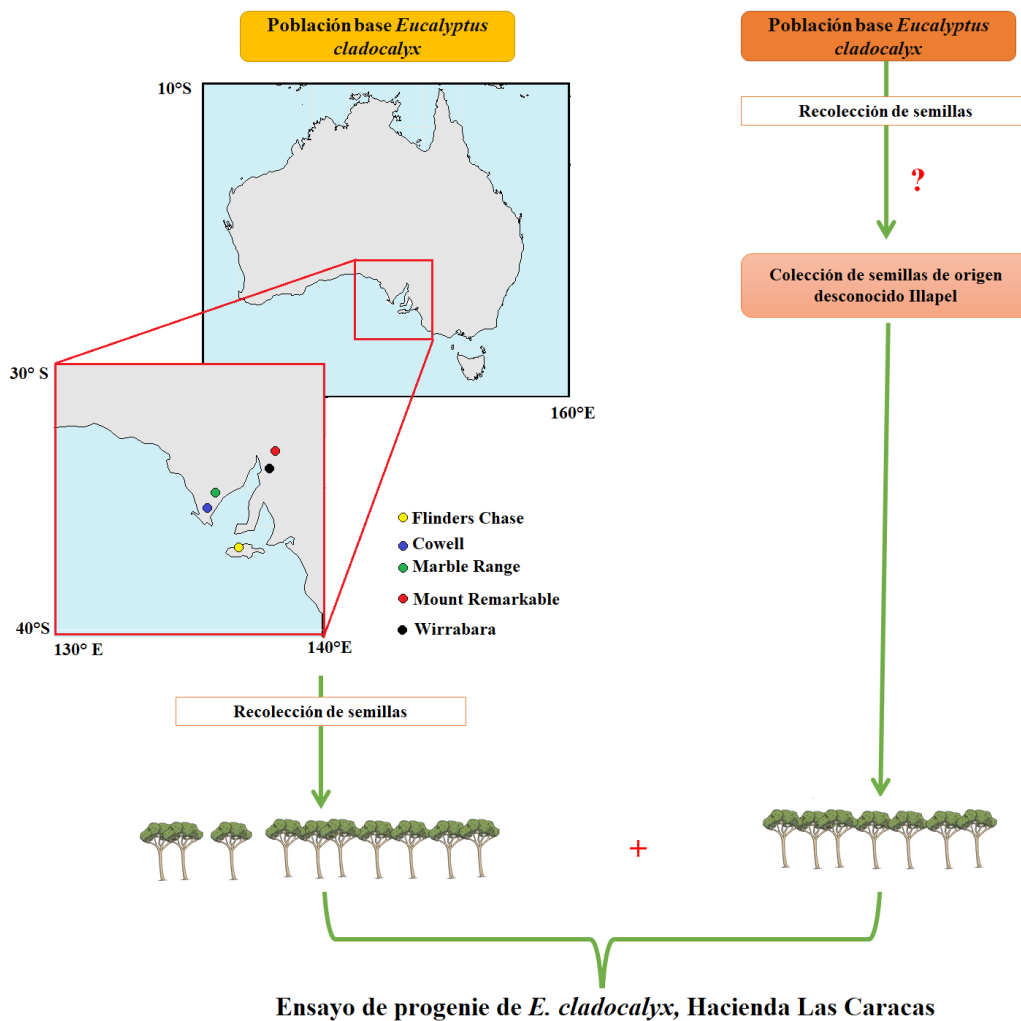 Población base Eucalyptus
cladocalyx
10°S
160°E
30° S
40°S
130° E
140°E
Flinders Chase
Cowell
Marble Range
Mount Remarkable
Wirrabara
Recolección de semillas
Población base Eucalyptus
cladocalyx
Recolección de semillas
?
Colección de semillas de origen
desconocido Illapel
+
Ensayo de progenie de E. cladocalyx, Hacienda Las Caracas